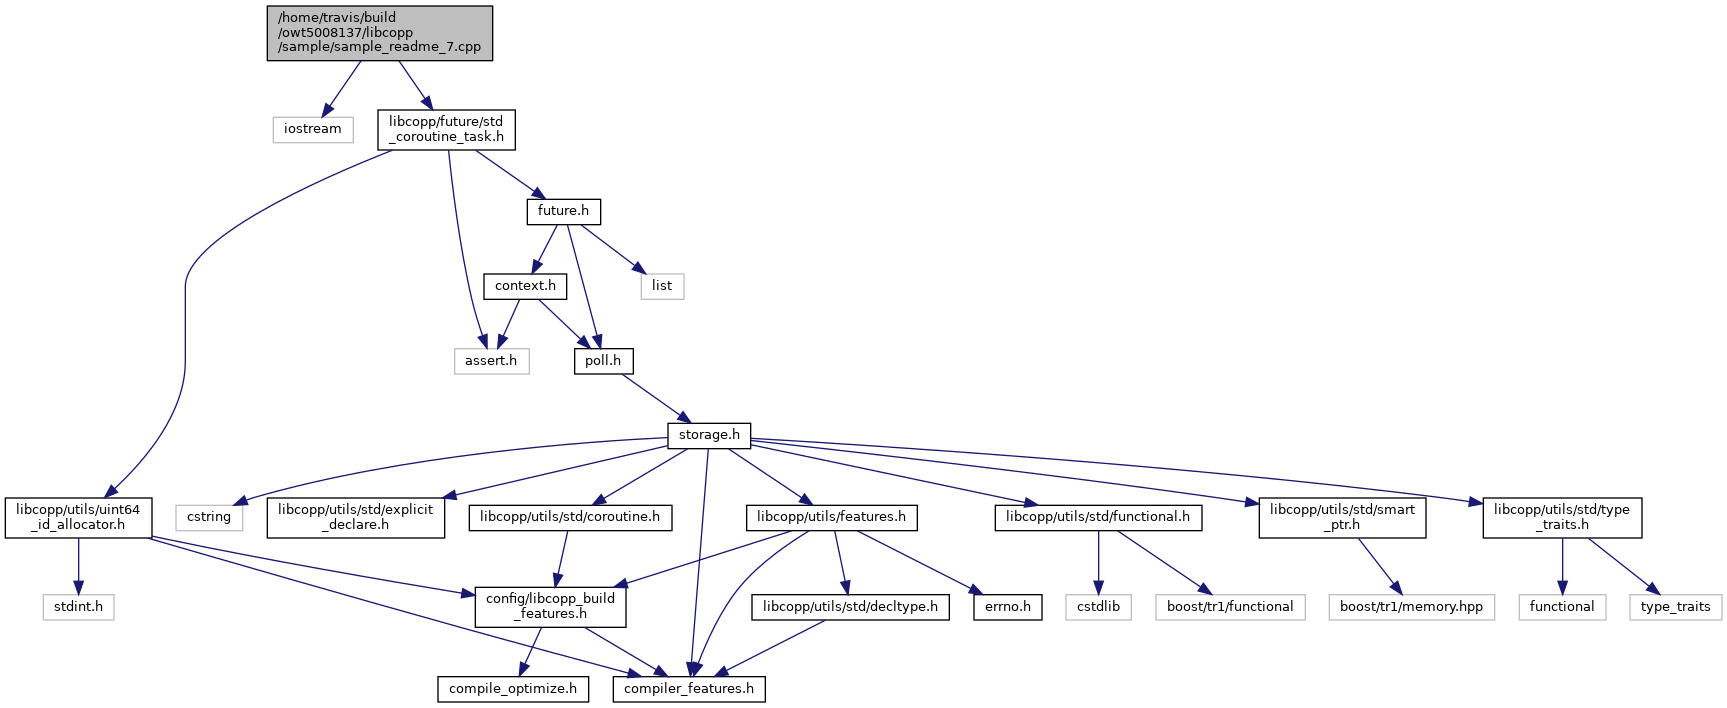 /home/travis/build
/owt5008137/libcopp
/sample/sample_readme_7.cpp
iostream
libcopp/future/std
_coroutine_task.h
future.h
context.h
list
assert.h
poll.h
storage.h
libcopp/utils/uint64
_id_allocator.h
cstring
libcopp/utils/std/explicit
_declare.h
libcopp/utils/std/coroutine.h
libcopp/utils/features.h
libcopp/utils/std/functional.h
libcopp/utils/std/smart
_ptr.h
libcopp/utils/std/type
_traits.h
stdint.h
config/libcopp_build
_features.h
libcopp/utils/std/decltype.h
errno.h
cstdlib
boost/tr1/functional
boost/tr1/memory.hpp
functional
type_traits
compile_optimize.h
compiler_features.h